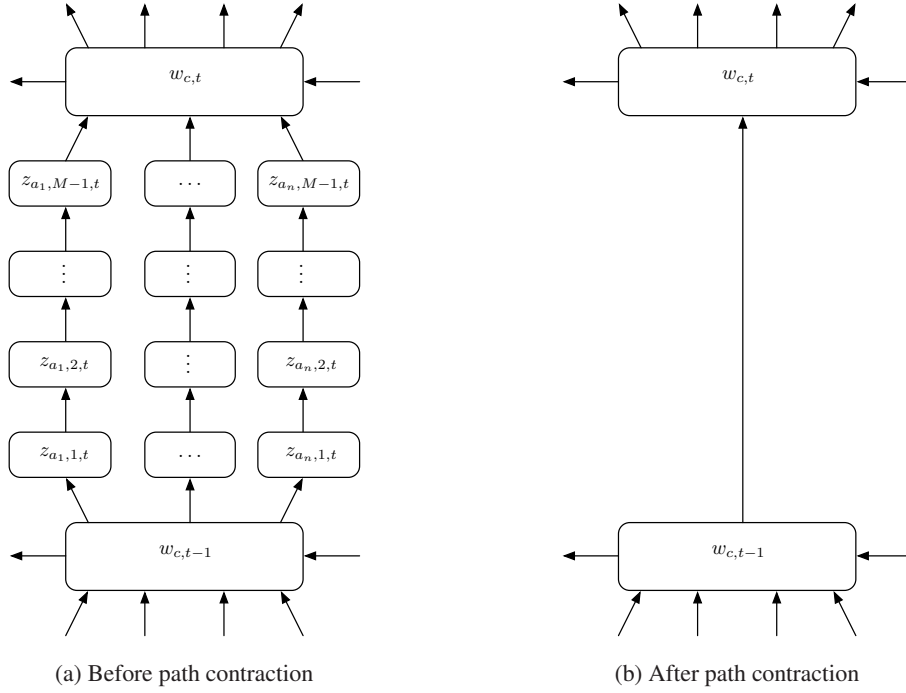 w_{c,t} w_{c,t}
z_{a_1,M−1,t} ⋯ z_{a_n,M−1,t}
⋮ ⋮ ⋮
z_{a_1,2,t} ⋮ z_{a_n,2,t}
z_{a_1,1,t} ⋯ z_{a_n,1,t}
w_{c,t−1} w_{c,t−1}
(a) Before path contraction
(b) After path contraction